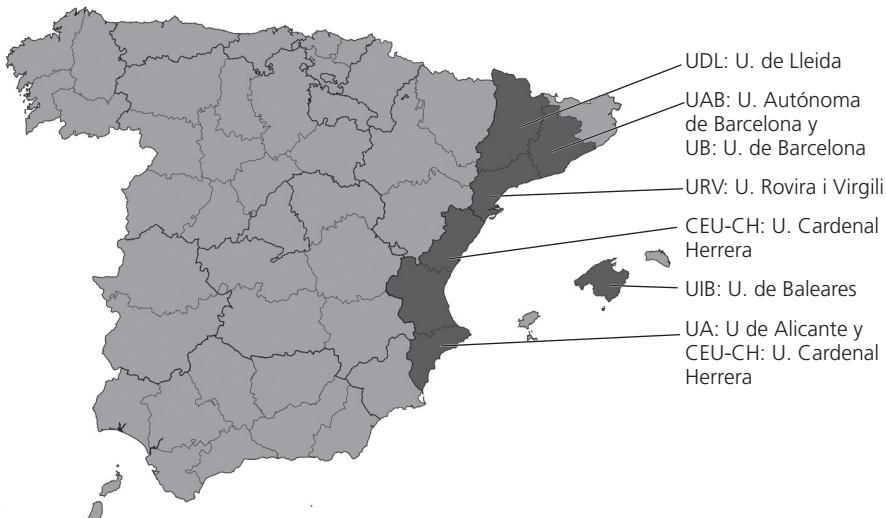 UDL: U. de Lleida
UAB: U. Autónoma
de Barcelona y
UB: U. de Barcelona
URV: U. Rovira i Virgili
CEU-CH: U. Cardenal
Herrera
UIB: U. de Baleares
UA: U de Alicante y
CEU-CH: U. Cardenal
Herrera